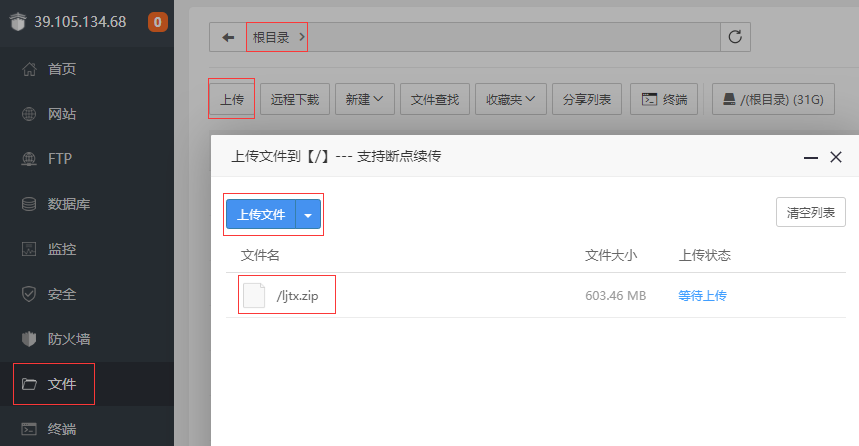 39.105.134.68 0
首页
网站
FTP
数据库
监控
安全
防火墙
文件
终端
根目录
上传 远程下载 新建 文件查找 收藏夹 分享列表 终端 /(根目录) (31G)
上传文件到【/】--- 支持断点续传
上传文件 清空列表
文件名 文件大小 上传状态
/ljtx.zip 603.46 MB 等待上传